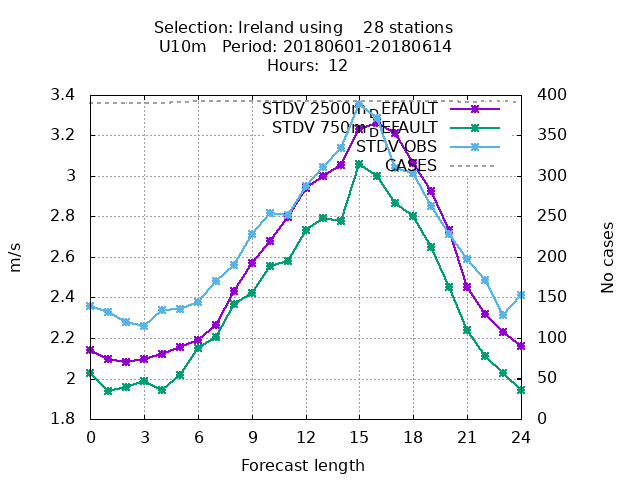 Selection: Ireland using    28 stations
U10m   Period: 20180601-20180614
Hours: 12
3.4
3.2
3
2.8
2.6
2.4
2.2
2
1.8
m/s
STDV 2500m_DEFAULT
STDV 750m_DEFAULT
STDV OBS
CASES
400
350
300
250
200
150
100
50
0
No cases
0 3 6 9 12 15 18 21 24
Forecast length